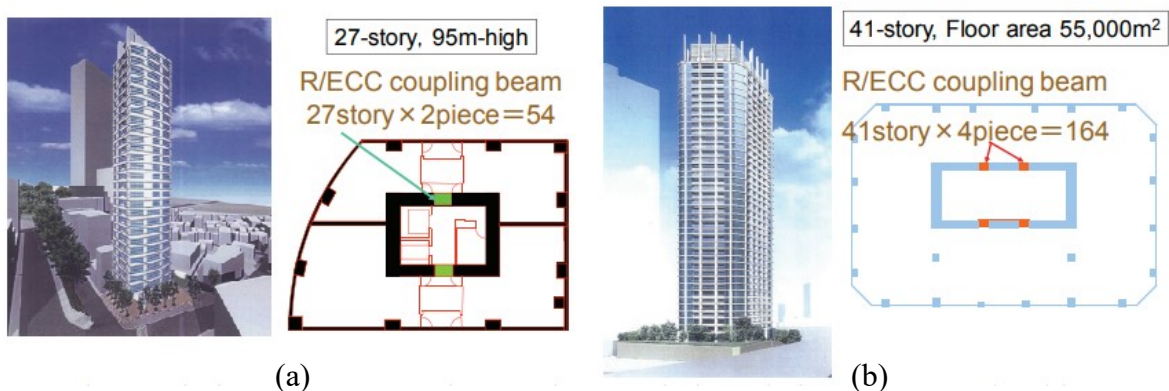 27-story, 95m-high
R/ECC coupling beam
27story×2piece=54
(a)
41-story, Floor area 55,000m²
R/ECC coupling beam
41story×4piece=164
(b)